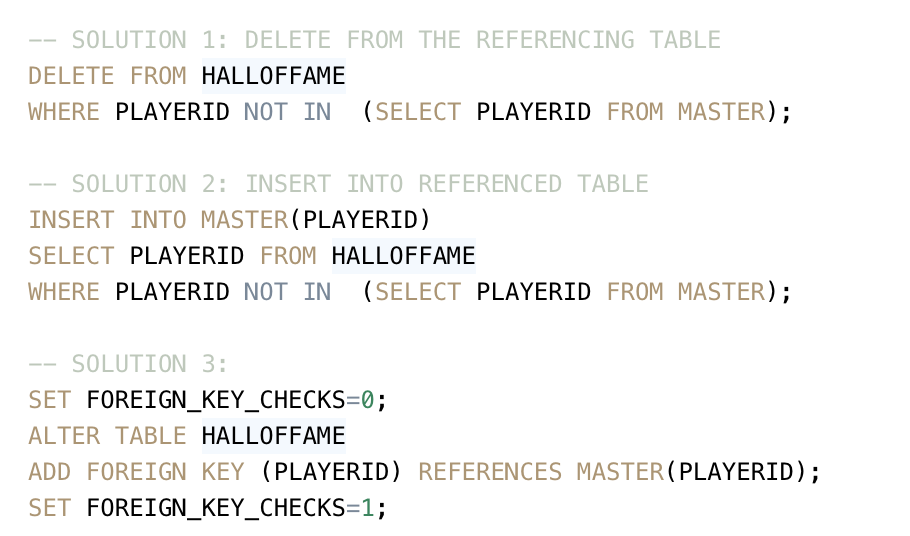 -- SOLUTION 1: DELETE FROM THE REFERENCING TABLE
DELETE FROM HALLOFFAME
WHERE PLAYERID NOT IN  (SELECT PLAYERID FROM MASTER);
-- SOLUTION 2: INSERT INTO REFERENCED TABLE
INSERT INTO MASTER(PLAYERID)
SELECT PLAYERID FROM HALLOFFAME
WHERE PLAYERID NOT IN  (SELECT PLAYERID FROM MASTER);
-- SOLUTION 3:
SET FOREIGN_KEY_CHECKS=0;
ALTER TABLE HALLOFFAME
ADD FOREIGN KEY (PLAYERID) REFERENCES MASTER(PLAYERID);
SET FOREIGN_KEY_CHECKS=1;